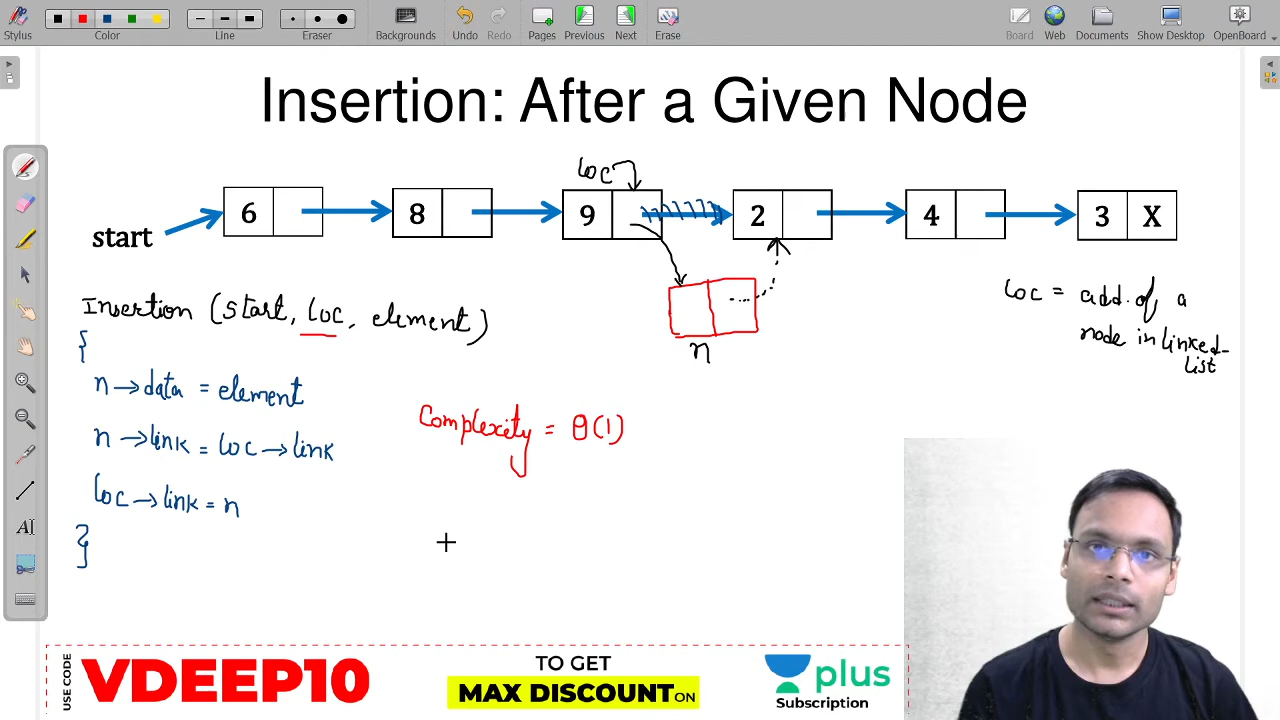 Stylus
Color
Line
Eraser
Backgrounds
Undo
Redo
Pages
Previous
Next
Erase
Board
Web
Documents
Show Desktop
OpenBoard
Insertion: After a Given Node
loc
6
8
9
2
4
3 X
start
n
Insertion (start, loc, element)
{
n→data = element
n→link = loc→link
loc→link = n
}
Complexity = θ(1)
loc = add. of a
node in linked-
list
USE CODE
VDEEP10
TO GET
MAX DISCOUNT ON
plus
Subscription
AI